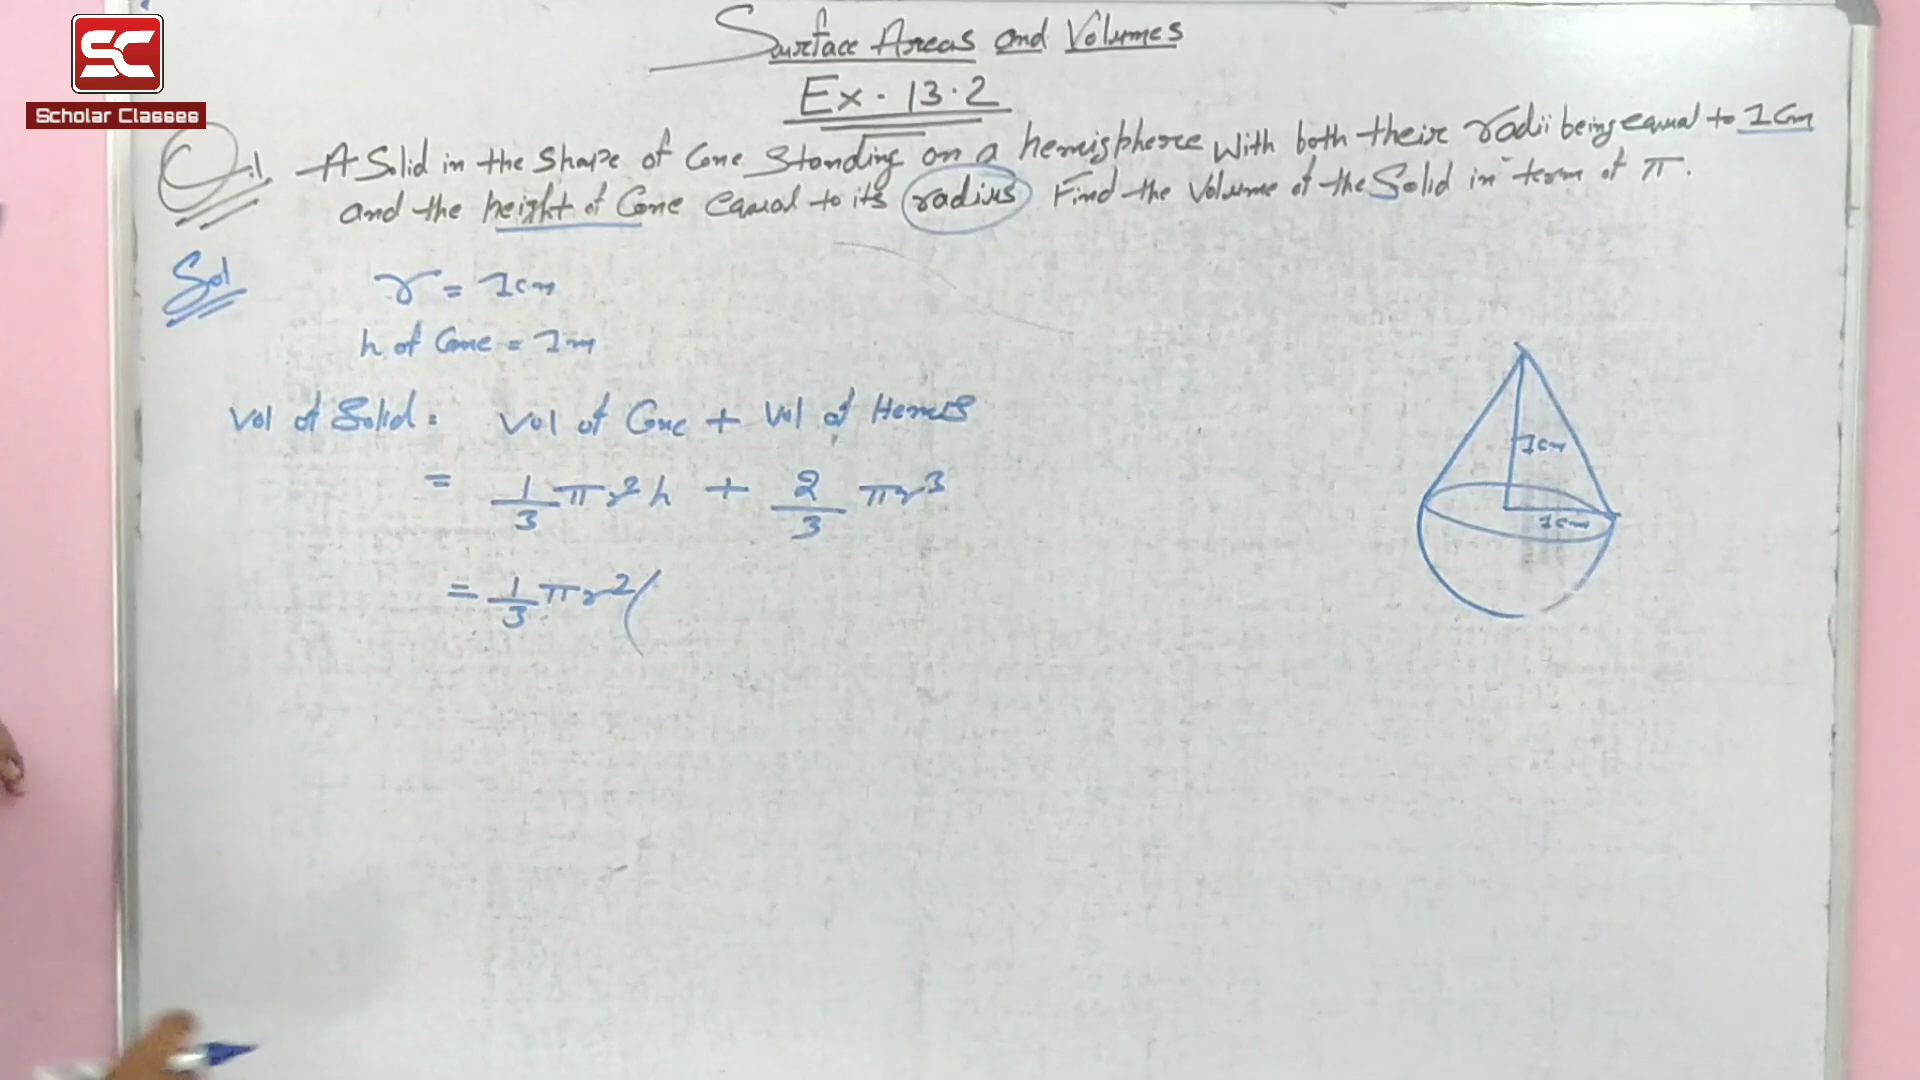 SC
Scholar Classes
Surface Areas and Volumes
Ex. 13.2
Q.1 A Solid in the Shape of Cone Standing on a hemisphere with both their radii being equal to 1cm
and the height of Cone equal to its radius Find the Volume of the Solid in term of π.
Sol
r = 1cm
h of Cone = 1m
Vol of Solid = Vol of Cone + Vol of Hemis
= 1/3 πr²h + 2/3 πr³
= 1/3 πr² (
1cm
1cm